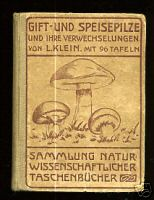 GIFT- UND SPEISEPILZE
UND IHRE VERWECHSELUNGEN
VON L. KLEIN. MIT 96 TAFELN
SAMMLUNG NATUR-
WISSENSCHAFTLICHER
TASCHENBÜCHER